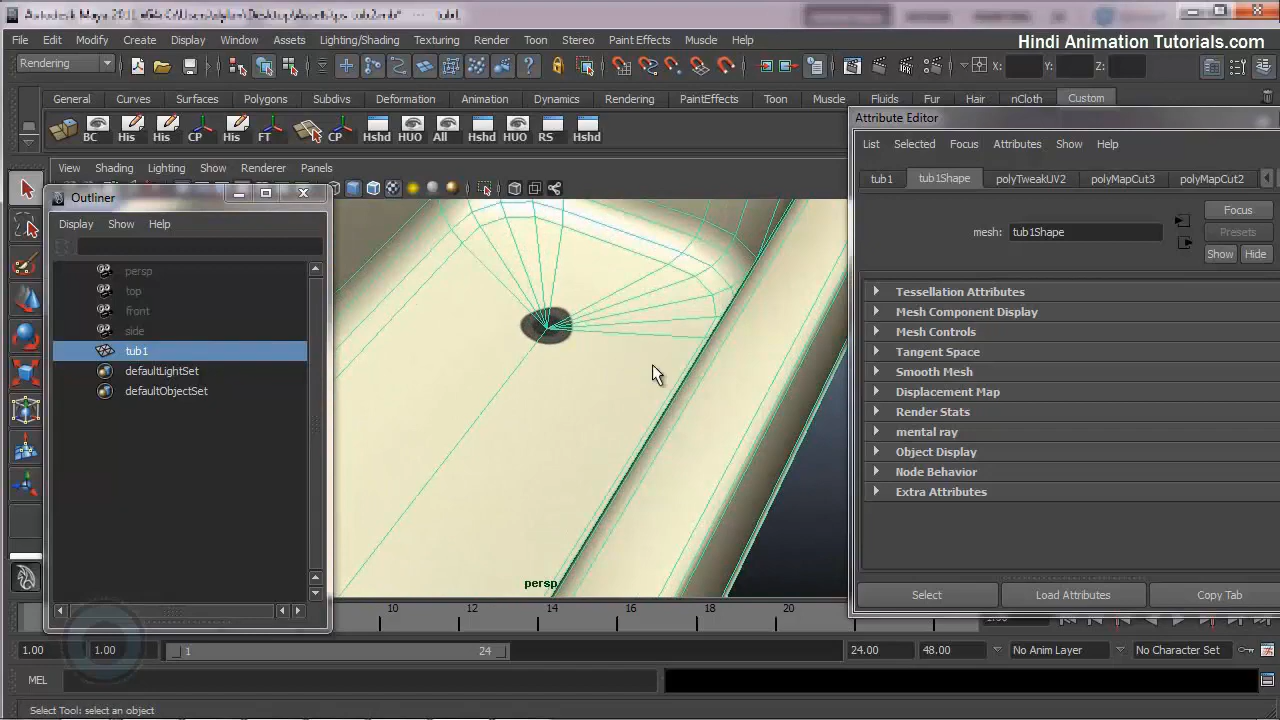 Autodesk Maya 2011 x64
tub1
File Edit Modify Create Display Window Assets Lighting/Shading Texturing Render Toon Stereo Paint Effects Muscle Help
Hindi Animation Tutorials.com
Rendering
X: Y: Z:
General Curves Surfaces Polygons Subdivs Deformation Animation Dynamics Rendering PaintEffects Toon Muscle Fluids Fur Hair nCloth Custom
BC His His CP His FT CP Hshd HUO All Hshd HUO RS Hshd
View Shading Lighting Show Renderer Panels
Outliner
Display Show Help
persp
top
front
side
tub1
defaultLightSet
defaultObjectSet
persp
Attribute Editor
List Selected Focus Attributes Show Help
tub1 tub1Shape polyTweakUV2 polyMapCut3 polyMapCut2
mesh: tub1Shape
Focus
Presets
Show Hide
Tessellation Attributes
Mesh Component Display
Mesh Controls
Tangent Space
Smooth Mesh
Displacement Map
Render Stats
mental ray
Object Display
Node Behavior
Extra Attributes
Select Load Attributes Copy Tab
10 12 14 16 18 20
1.00 1.00 1 24 24.00 48.00 No Anim Layer No Character Set
MEL
Select Tool: select an object